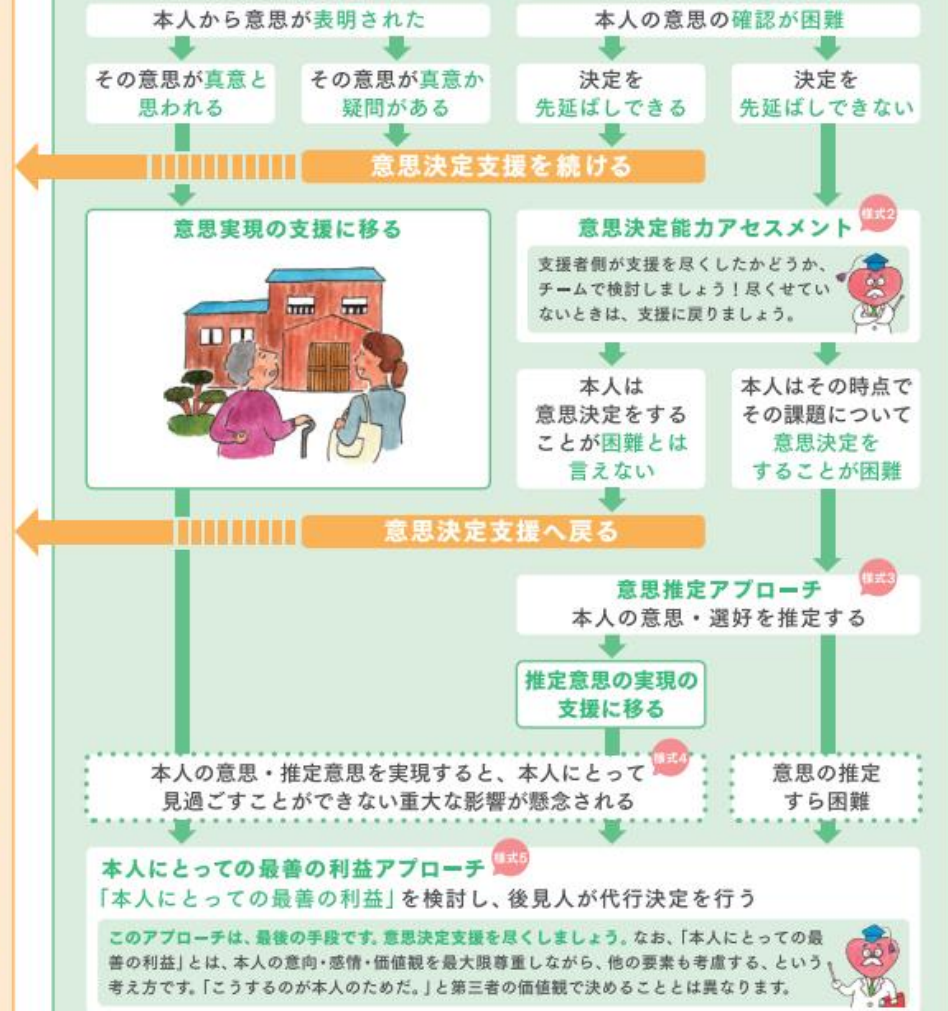 本人から意思が表明された
本人の意思の確認が困難
その意思が真意と
思われる
その意思が真意か
疑問がある
決定を
先延ばしできる
決定を
先延ばしできない
意思決定支援を続ける
意思実現の支援に移る
様式2
意思決定能力アセスメント
支援者側が支援を尽くしたかどうか、
チームで検討しましょう！尽くせてい
ないときは、支援に戻りましょう。
本人は
意思決定をする
ことが困難とは
言えない
本人はその時点で
その課題について
意思決定を
することが困難
意思決定支援へ戻る
様式3
意思推定アプローチ
本人の意思・選好を推定する
推定意思の実現の
支援に移る
様式4
本人の意思・推定意思を実現すると、本人にとって
見過ごすことができない重大な影響が懸念される
意思の推定
すら困難
本人にとっての最善の利益アプローチ
様式5
「本人にとっての最善の利益」を検討し、後見人が代行決定を行う
このアプローチは、最後の手段です。意思決定支援を尽くしましょう。なお、「本人にとっての最
善の利益」とは、本人の意向・感情・価値観を最大限尊重しながら、他の要素も考慮する、という
考え方です。「こうするのが本人のためだ。」と第三者の価値観で決めることとは異なります。